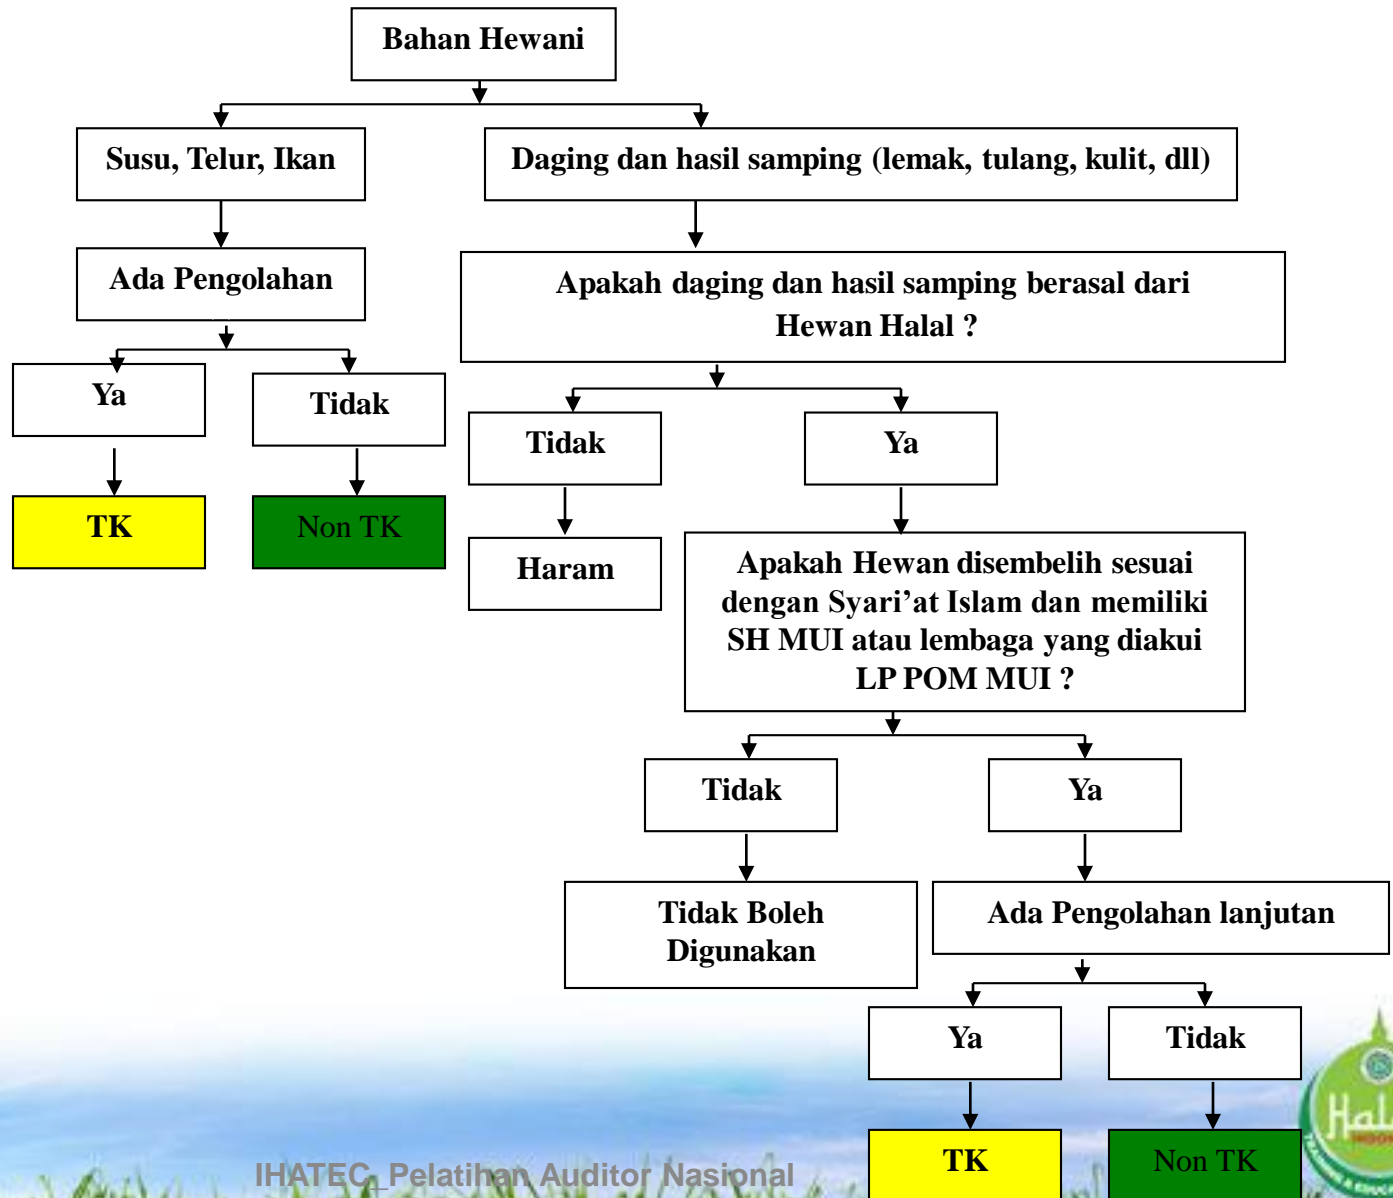 Bahan Hewani
Susu, Telur, Ikan
Daging dan hasil samping (lemak, tulang, kulit, dll)
Ada Pengolahan
Apakah daging dan hasil samping berasal dari
Hewan Halal ?
Ya
Tidak
Tidak
Ya
TK
Non TK
Haram
Apakah Hewan disembelih sesuai
dengan Syari’at Islam dan memiliki
SH MUI atau lembaga yang diakui
LP POM MUI ?
Tidak
Ya
Tidak Boleh
Digunakan
Ada Pengolahan lanjutan
Ya
Tidak
TK
Non TK
IHATEC_Pelatihan Auditor Nasional